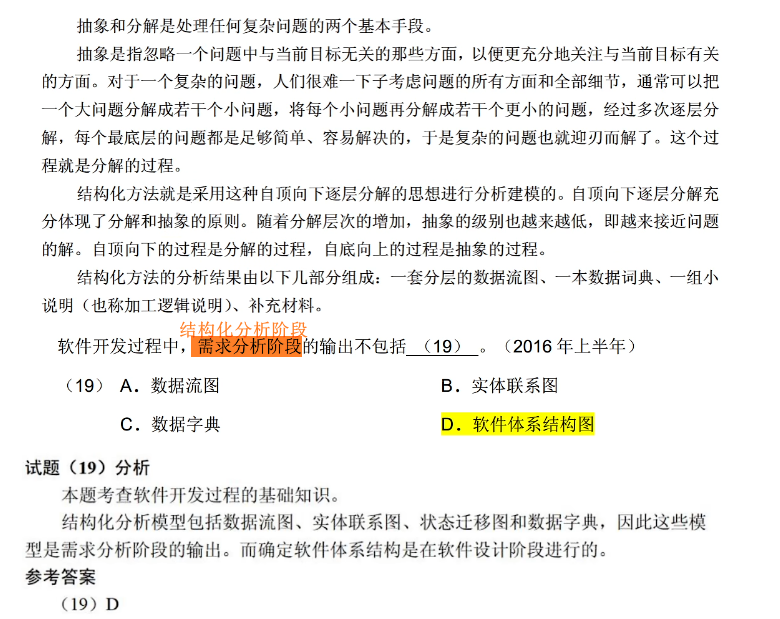 抽象和分解是处理任何复杂问题的两个基本手段。
抽象是指忽略一个问题中与当前目标无关的那些方面，以便更充分地关注与当前目标有关
的方面。对于一个复杂的问题，人们很难一下子考虑问题的所有方面和全部细节，通常可以把
一个大问题分解成若干个小问题，将每个小问题再分解成若干个更小的问题，经过多次逐层分
解，每个最底层的问题都是足够简单、容易解决的，于是复杂的问题也就迎刃而解了。这个过
程就是分解的过程。
结构化方法就是采用这种自顶向下逐层分解的思想进行分析建模的。自顶向下逐层分解充
分体现了分解和抽象的原则。随着分解层次的增加，抽象的级别也越来越低，即越来接近问题
的解。自顶向下的过程是分解的过程，自底向上的过程是抽象的过程。
结构化方法的分析结果由以下几部分组成：一套分层的数据流图、一本数据词典、一组小
说明（也称加工逻辑说明）、补充材料。
结构化分析阶段
软件开发过程中，需求分析阶段的输出不包括（19）。（2016年上半年）
（19） A．数据流图 B．实体联系图
C．数据字典 D．软件体系结构图
试题（19）分析
本题考查软件开发过程的基础知识。
结构化分析模型包括数据流图、实体联系图、状态迁移图和数据字典，因此这些模
型是需求分析阶段的输出。而确定软件体系结构是在软件设计阶段进行的。
参考答案
（19）D